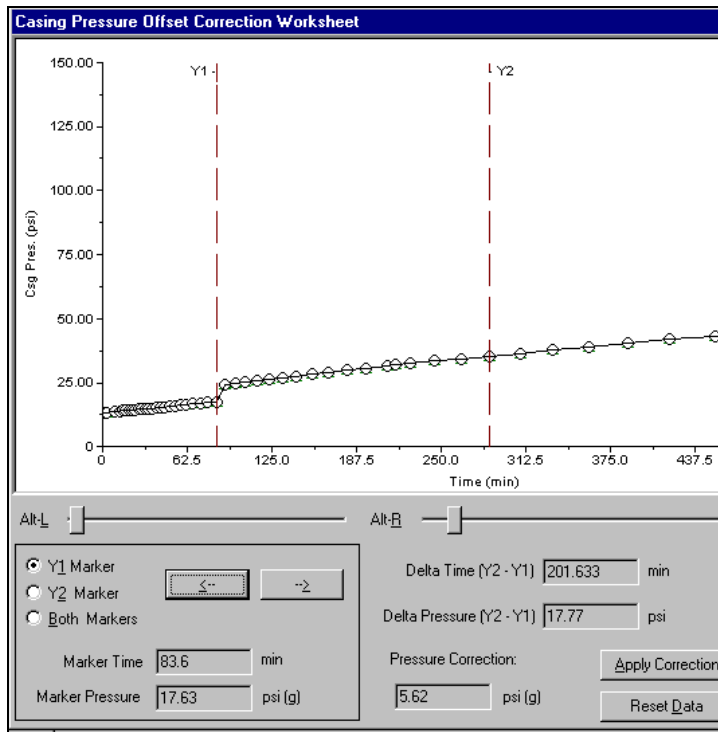 Casing Pressure Offset Correction Worksheet
150.00
Y1
Y2
125.00
100.00
Csg Pres. (psi)
75.00
50.00
25.00
0
0 62.5 125.0 187.5 250.0 312.5 375.0 437.5
Time (min)
Alt-L
Alt-R
Y1 Marker
<--
-->
Y2 Marker
Both Markers
Marker Time 83.6 min
Marker Pressure 17.63 psi (g)
Delta Time (Y2 - Y1) 201.633 min
Delta Pressure (Y2 - Y1) 17.77 psi
Pressure Correction:
5.62 psi (g)
Apply Correction
Reset Data